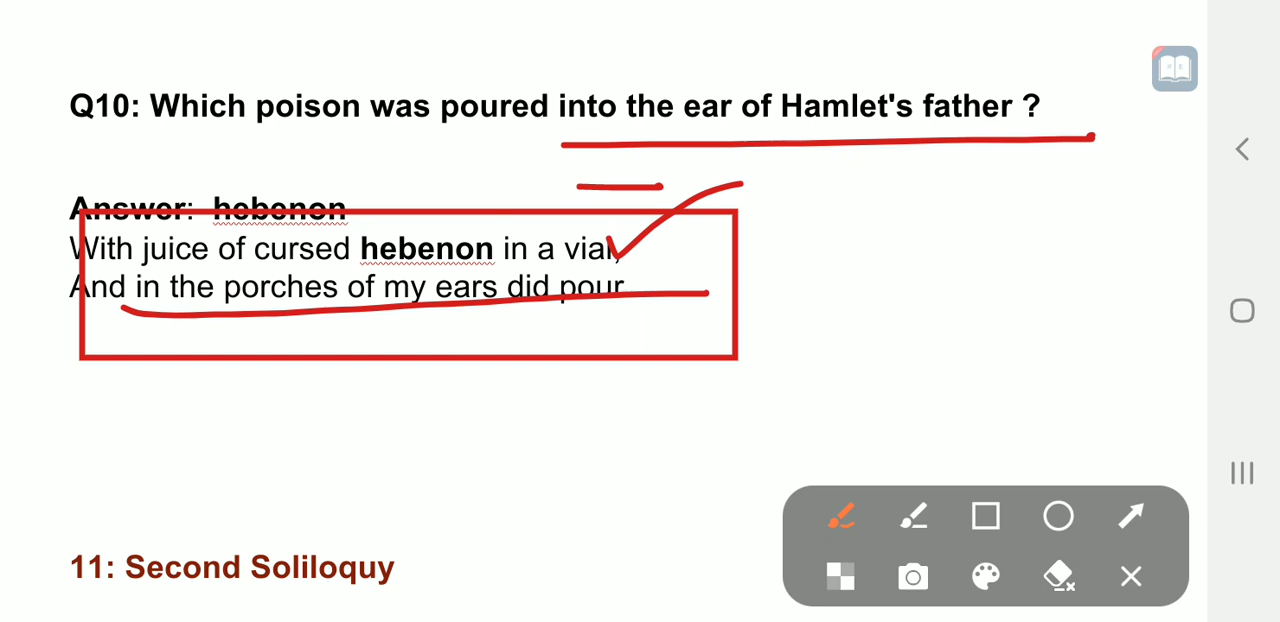 Q10: Which poison was poured into the ear of Hamlet's father ?
Answer: hebenon
With juice of cursed hebenon in a vial,
And in the porches of my ears did pour
11: Second Soliloquy